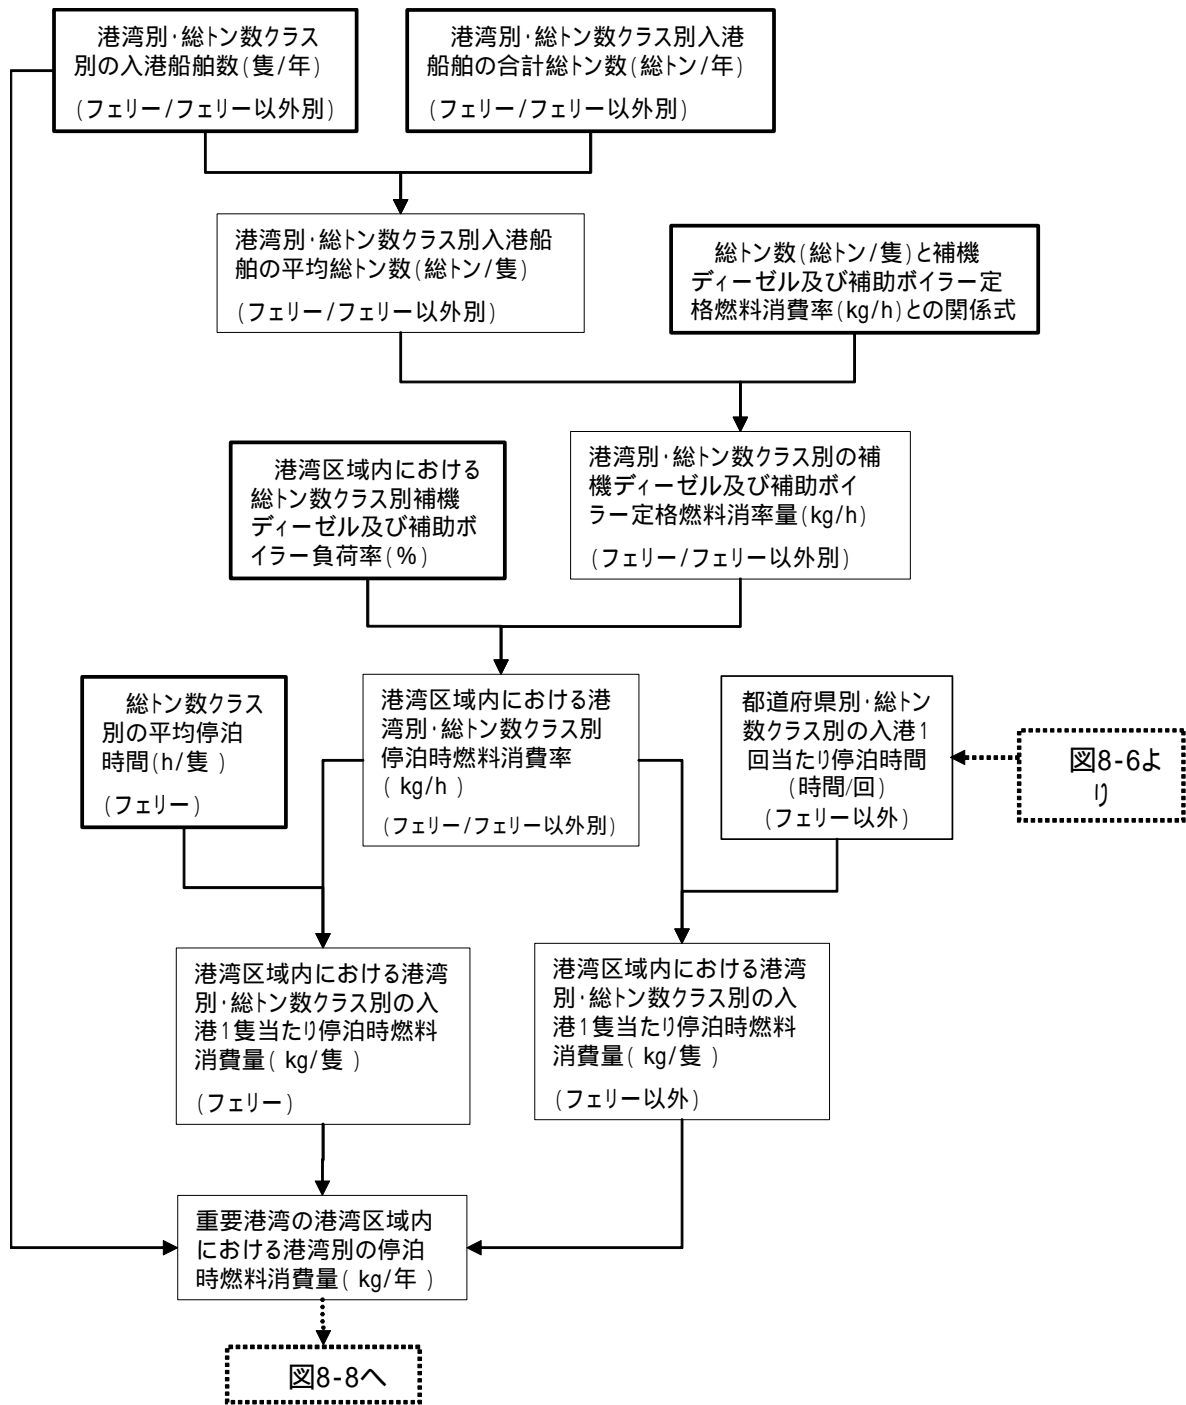 港湾別・総トン数クラス
別の入港船舶数(隻/年)
(フェリー/フェリー以外別)
港湾別・総トン数クラス別入港
船舶の合計総トン数(総トン/年)
(フェリー/フェリー以外別)
港湾別・総トン数クラス別入港船
舶の平均総トン数(総トン/隻)
(フェリー/フェリー以外別)
総トン数(総トン/隻)と補機
ディーゼル及び補助ボイラー定
格燃料消費率(kg/h)との関係式
港湾区域内における
総トン数クラス別補機
ディーゼル及び補助ボ
イラー負荷率(%)
港湾別・総トン数クラス別の補
機ディーゼル及び補助ボイ
ラー定格燃料消率量(kg/h)
(フェリー/フェリー以外別)
総トン数クラス
別の平均停泊
時間(h/隻)
(フェリー)
港湾区域内における港
湾別・総トン数クラス別
停泊時燃料消費率
(kg/h)
(フェリー/フェリー以外別)
都道府県別・総トン
数クラス別の入港1
回当たり停泊時間
(時間/回)
(フェリー以外)
図8-6よ
り
港湾区域内における港湾
別・総トン数クラス別の入
港1隻当たり停泊時燃料
消費量(kg/隻)
(フェリー)
港湾区域内における港湾
別・総トン数クラス別の入
港1隻当たり停泊時燃料
消費量(kg/隻)
(フェリー以外)
重要港湾の港湾区域内
における港湾別の停泊
時燃料消費量(kg/年)
図8-8へ